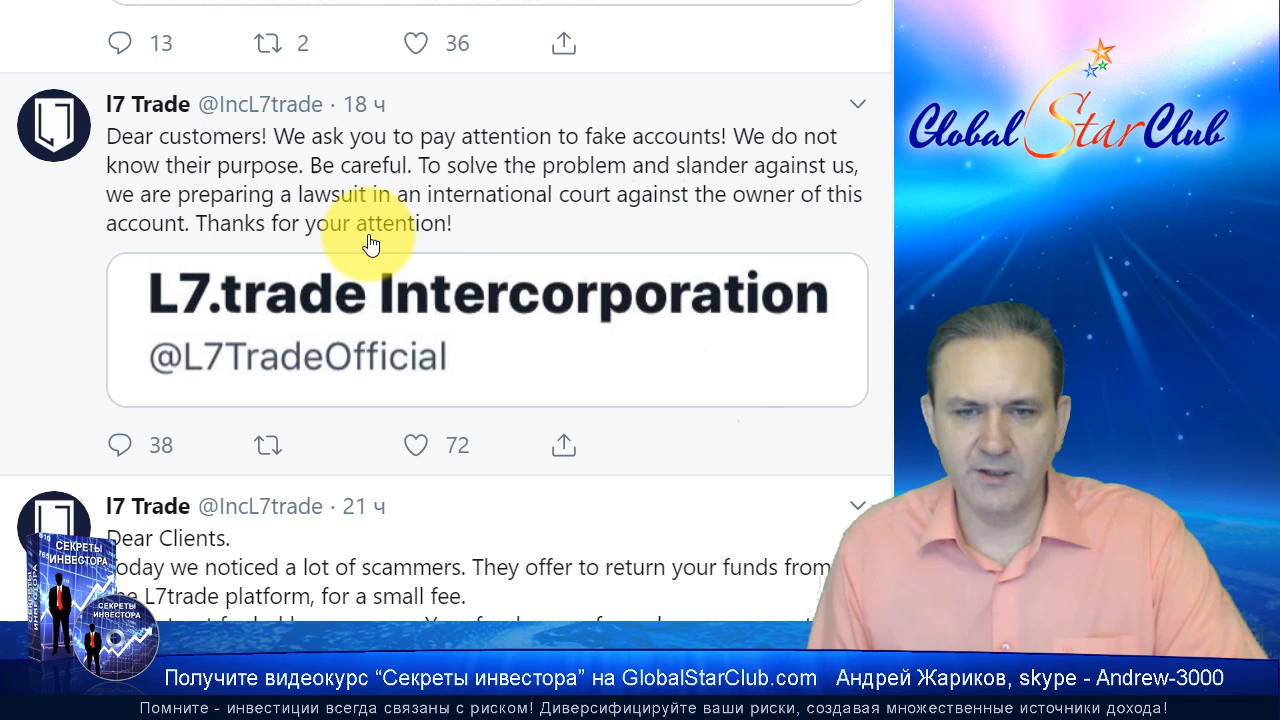 13 2 36
l7 Trade @IncL7trade · 18 ч
Dear customers! We ask you to pay attention to fake accounts! We do not
know their purpose. Be careful. To solve the problem and slander against us,
we are preparing a lawsuit in an international court against the owner of this
account. Thanks for your attention!
L7.trade Intercorporation
@L7TradeOfficial
38 72
l7 Trade @IncL7trade · 21 ч
Dear Clients.
Today we noticed a lot of scammers. They offer to return your funds from
L7trade platform, for a small fee.
Global Star Club
СЕКРЕТЫ
ИНВЕСТОРА
СЕКРЕТЫ
ИНВЕСТОРА
СЕКРЕТЫ
ИНВЕСТОРА
Получите видеокурс “Секреты инвестора” на GlobalStarClub.com Андрей Жариков, skype - Andrew-3000
Помните - инвестиции всегда связаны с риском! Диверсифицируйте ваши риски, создавая множественные источники дохода!